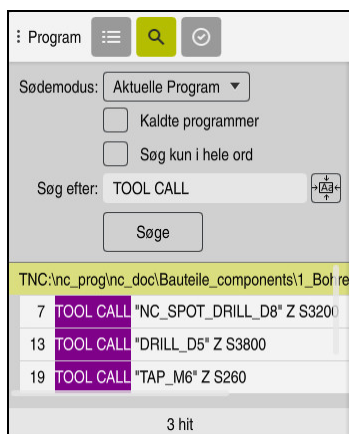 Program
Sødemodus: Aktuelle Program
Kaldte programmer
Søg kun i hele ord
Søg efter: TOOL CALL
Aa
Søge
TNC:\nc_prog\nc_doc\Bauteile_components\1_Bohre
7 TOOL CALL "NC_SPOT_DRILL_D8" Z S3200
13 TOOL CALL "DRILL_D5" Z S3800
19 TOOL CALL "TAP_M6" Z S260
3 hit